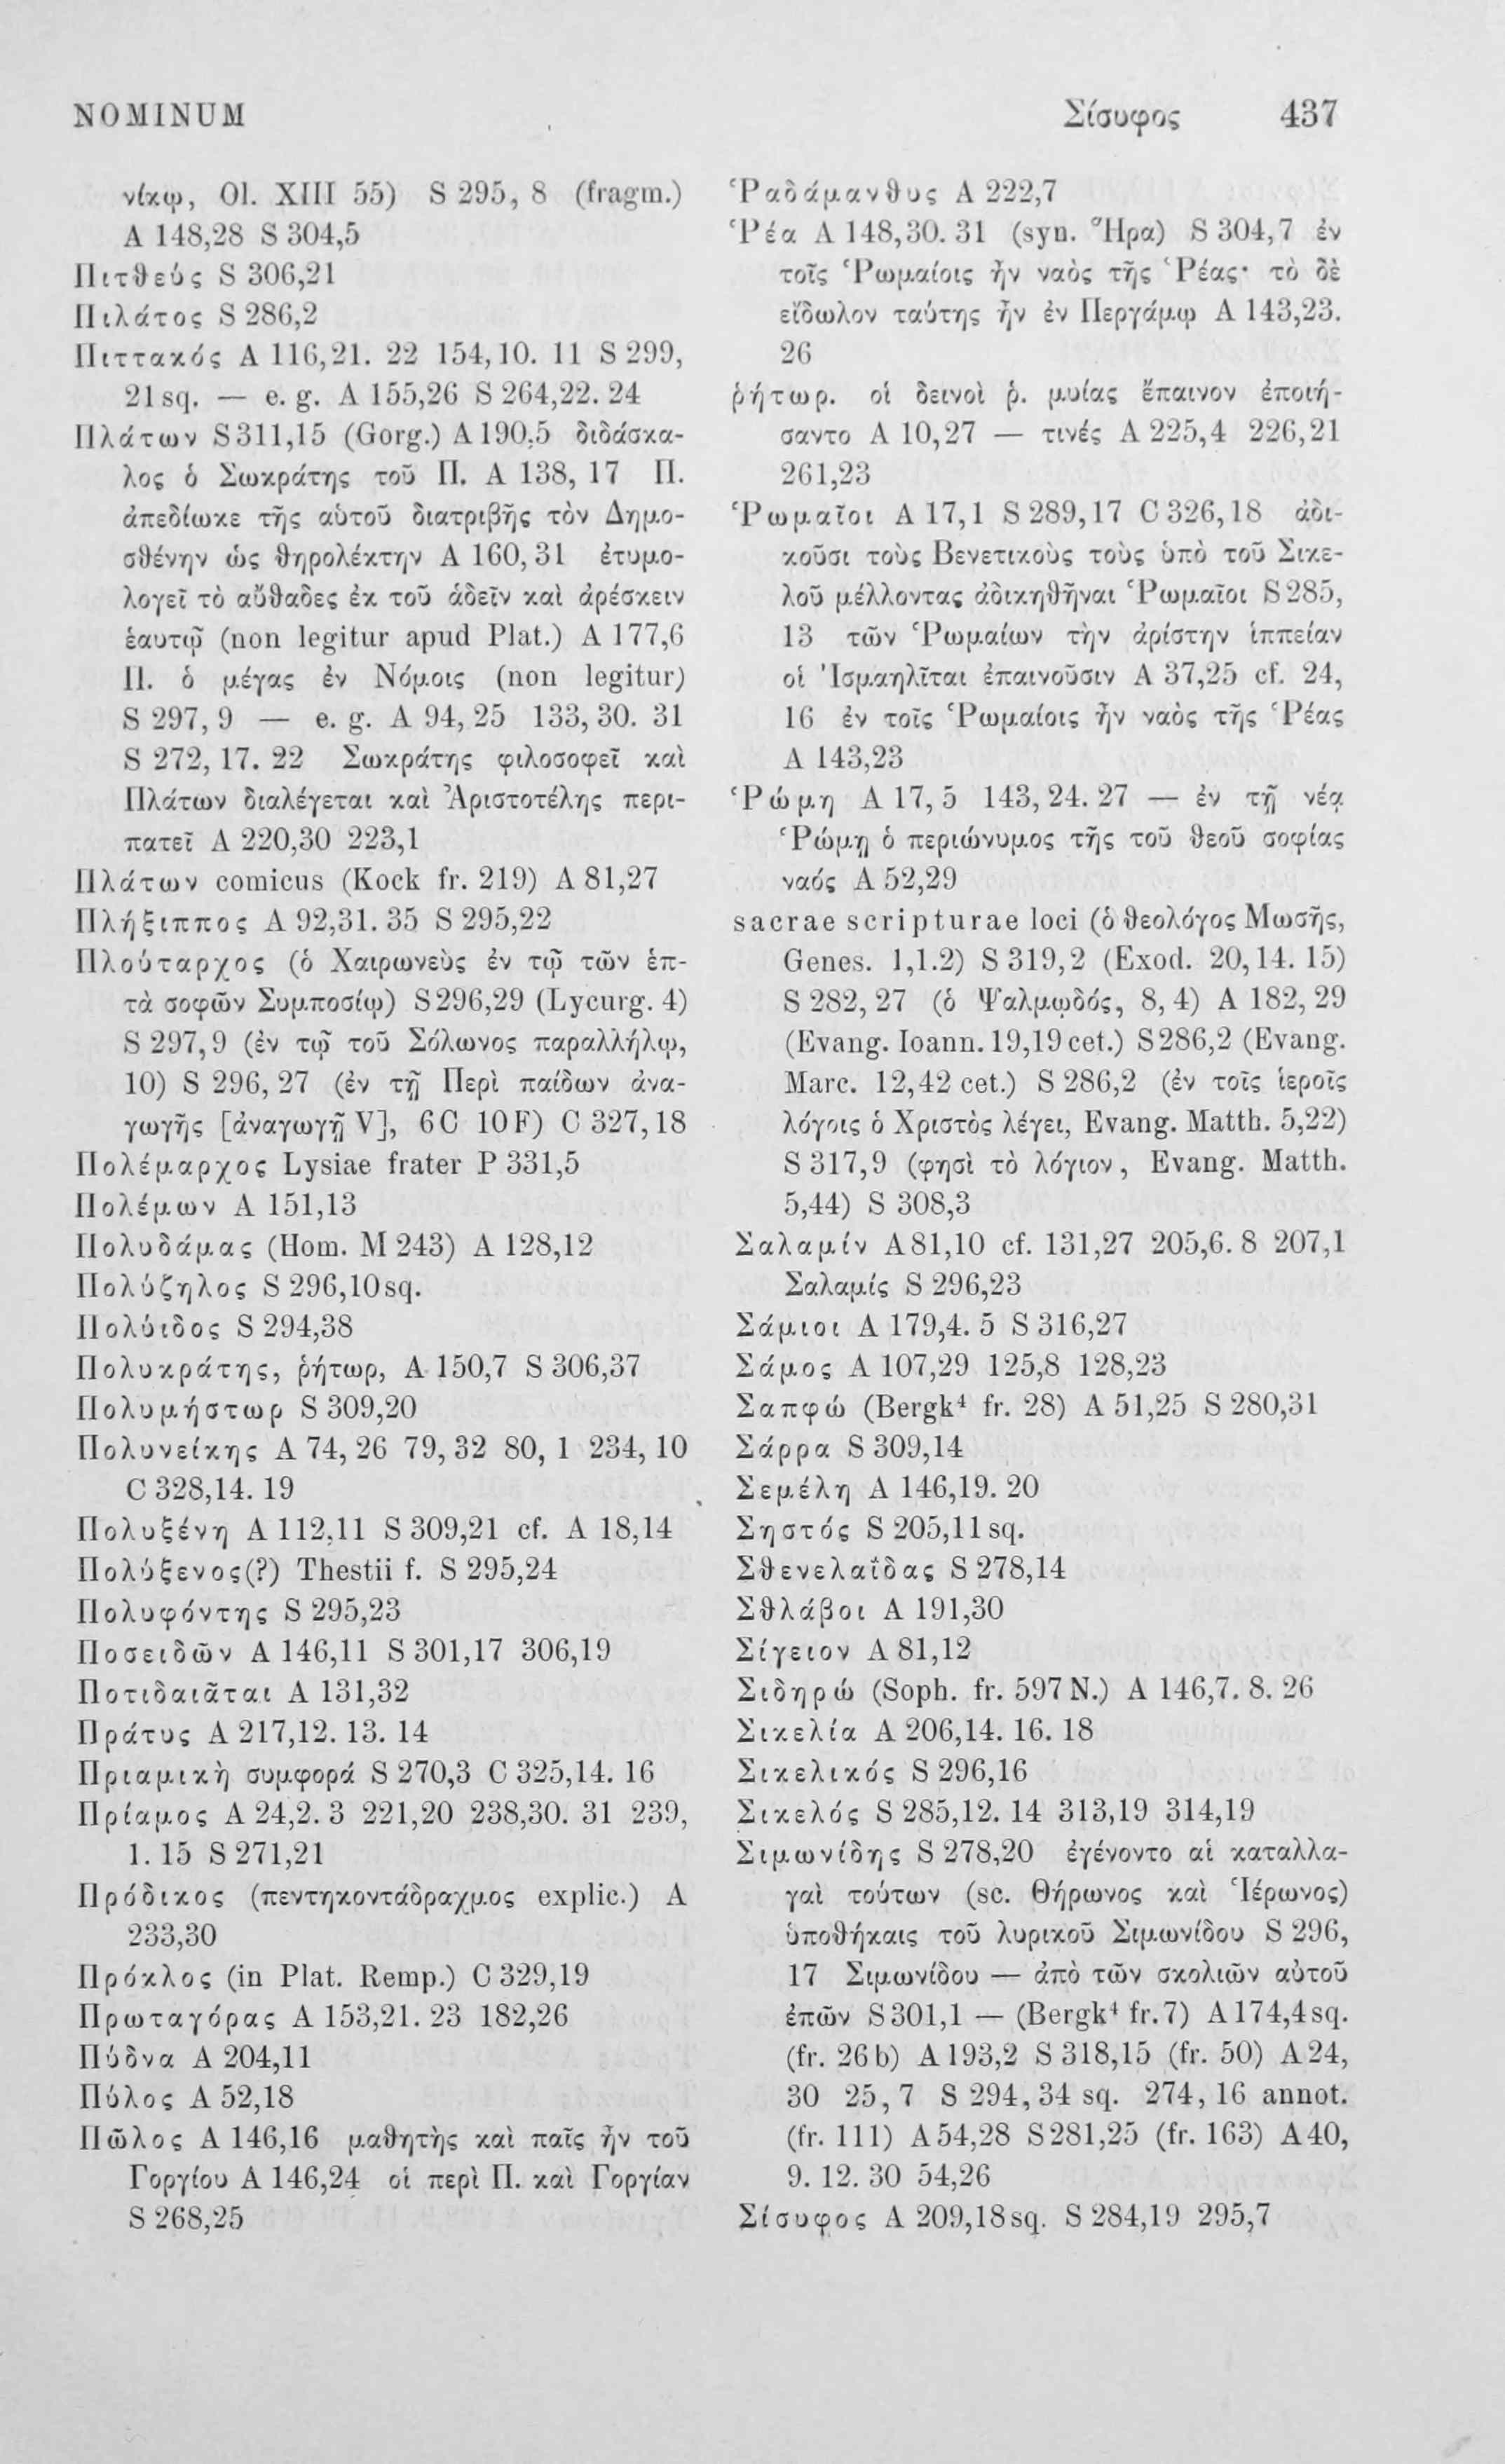 NOMINUM
Σίσυφος 437
νίκῳ, Ol. XIII 55) S 295, 8 (fragm.)
A 148,28 S 304,5
Πιτθεύς S 306,21
Πιλάτος S 286,2
Πιττακός A 116,21. 22 154,10. 11 S 299,
21 sq. — e. g. A 155,26 S 264,22. 24
Πλάτων S 311,15 (Gorg.) A 190,5 διδάσκα-
λος ὁ Σωκράτης τοῦ Π. A 138, 17 Π.
ἀπεδίωκε τῆς αὑτοῦ διατριβῆς τὸν Δημο-
σθένην ὡς θηρολέκτην A 160, 31 ἐτυμο-
λογεῖ τὸ αὔθαδες ἐκ τοῦ ἁδεῖν καὶ ἀρέσκειν
ἑαυτῷ (non legitur apud Plat.) A 177,6
Π. ὁ μέγας ἐν Νόμοις (non legitur)
S 297, 9 — e. g. A 94, 25 133, 30. 31
S 272, 17. 22 Σωκράτης φιλοσοφεῖ καὶ
Πλάτων διαλέγεται καὶ Ἀριστοτέλης περι-
πατεῖ A 220,30 223,1
Πλάτων comicus (Kock fr. 219) A 81,27
Πλήξιππος A 92,31. 35 S 295,22
Πλούταρχος (ὁ Χαιρωνεὺς ἐν τῷ τῶν ἑπ-
τὰ σοφῶν Συμποσίῳ) S 296,29 (Lycurg. 4)
S 297,9 (ἐν τῷ τοῦ Σόλωνος παραλλήλῳ,
10) S 296, 27 (ἐν τῇ Περὶ παίδων ἀνα-
γωγῆς [ἀναγωγῇ V], 6 C 10 F) C 327,18
Πολέμαρχος Lysiae frater P 331,5
Πολέμων A 151,13
Πολυδάμας (Hom. M 243) A 128,12
Πολύζηλος S 296,10 sq.
Πολύιδος S 294,38
Πολυκράτης, ῥήτωρ, A 150,7 S 306,37
Πολυμήστωρ S 309,20
Πολυνείκης A 74, 26 79, 32 80, 1 234, 10
C 328,14. 19
Πολυξένη A 112,11 S 309,21 cf. A 18,14
Πολύξενος(?) Thestii f. S 295,24
Πολυφόντης S 295,23
Ποσειδῶν A 146,11 S 301,17 306,19
Ποτιδαιᾶται A 131,32
Πράτυς A 217,12. 13. 14
Πριαμικὴ συμφορά S 270,3 C 325,14. 16
Πρίαμος A 24,2. 3 221,20 238,30. 31 239,
1. 15 S 271,21
Πρόδικος (πεντηκοντάδραχμος explic.) A
233,30
Πρόκλος (in Plat. Remp.) C 329,19
Πρωταγόρας A 153,21. 23 182,26
Πύδνα A 204,11
Πύλος A 52,18
Πῶλος A 146,16 μαθητὴς καὶ παῖς ἦν τοῦ
Γοργίου A 146,24 οἱ περὶ Π. καὶ Γοργίαν
S 268,25
Ῥαδάμανθυς A 222,7
Ῥέα A 148,30. 31 (syn. Ἥρα) S 304,7 ἐν
τοῖς Ῥωμαίοις ἦν ναὸς τῆς Ῥέας· τὸ δὲ
εἴδωλον ταύτης ἦν ἐν Περγάμῳ A 143,23.
26
ῥήτωρ. οἱ δεινοὶ ῥ. μυίας ἔπαινον ἐποιή-
σαντο A 10,27 — τινές A 225,4 226,21
261,23
Ῥωμαῖοι A 17,1 S 289,17 C 326,18 ἀδι-
κοῦσι τοὺς Βενετικοὺς τοὺς ὑπὸ τοῦ Σικε-
λοῦ μέλλοντας ἀδικηθῆναι Ῥωμαῖοι S 285,
13 τῶν Ῥωμαίων τὴν ἀρίστην ἱππείαν
οἱ Ἰσμαηλῖται ἐπαινοῦσιν A 37,25 cf. 24,
16 ἐν τοῖς Ῥωμαίοις ἦν ναὸς τῆς Ῥέας
A 143,23
Ῥώμη A 17, 5 143, 24. 27 — ἐν τῇ νέᾳ
Ῥώμῃ ὁ περιώνυμος τῆς τοῦ θεοῦ σοφίας
ναός A 52,29
sacrae scripturae loci (ὁ θεολόγος Μωσῆς,
Genes. 1,1.2) S 319,2 (Exod. 20,14. 15)
S 282, 27 (ὁ Ψαλμῳδός, 8, 4) A 182, 29
(Evang. Ioann. 19,19 cet.) S 286,2 (Evang.
Marc. 12,42 cet.) S 286,2 (ἐν τοῖς ἱεροῖς
λόγοις ὁ Χριστὸς λέγει, Evang. Matth. 5,22)
S 317,9 (φησὶ τὸ λόγιον, Evang. Matth.
5,44) S 308,3
Σαλαμίν A 81,10 cf. 131,27 205,6. 8 207,1
Σαλαμίς S 296,23
Σάμιοι A 179,4. 5 S 316,27
Σάμος A 107,29 125,8 128,23
Σαπφώ (Bergk⁴ fr. 28) A 51,25 S 280,31
Σάρρα S 309,14
Σεμέλη A 146,19. 20
Σηστός S 205,11 sq.
Σθενελαΐδας S 278,14
Σθλάβοι A 191,30
Σίγειον A 81,12
Σιδηρώ (Soph. fr. 597 N.) A 146,7. 8. 26
Σικελία A 206,14. 16. 18
Σικελικός S 296,16
Σικελός S 285,12. 14 313,19 314,19
Σιμωνίδης S 278,20 ἐγένοντο αἱ καταλλα-
γαὶ τούτων (sc. Θήρωνος καὶ Ἱέρωνος)
ὑποθήκαις τοῦ λυρικοῦ Σιμωνίδου S 296,
17 Σιμωνίδου — ἀπὸ τῶν σκολιῶν αὐτοῦ
ἐπῶν S 301,1 — (Bergk⁴ fr. 7) A 174,4 sq.
(fr. 26 b) A 193,2 S 318,15 (fr. 50) A 24,
30 25, 7 S 294, 34 sq. 274, 16 annot.
(fr. 111) A 54,28 S 281,25 (fr. 163) A 40,
9. 12. 30 54,26
Σίσυφος A 209,18 sq. S 284,19 295,7